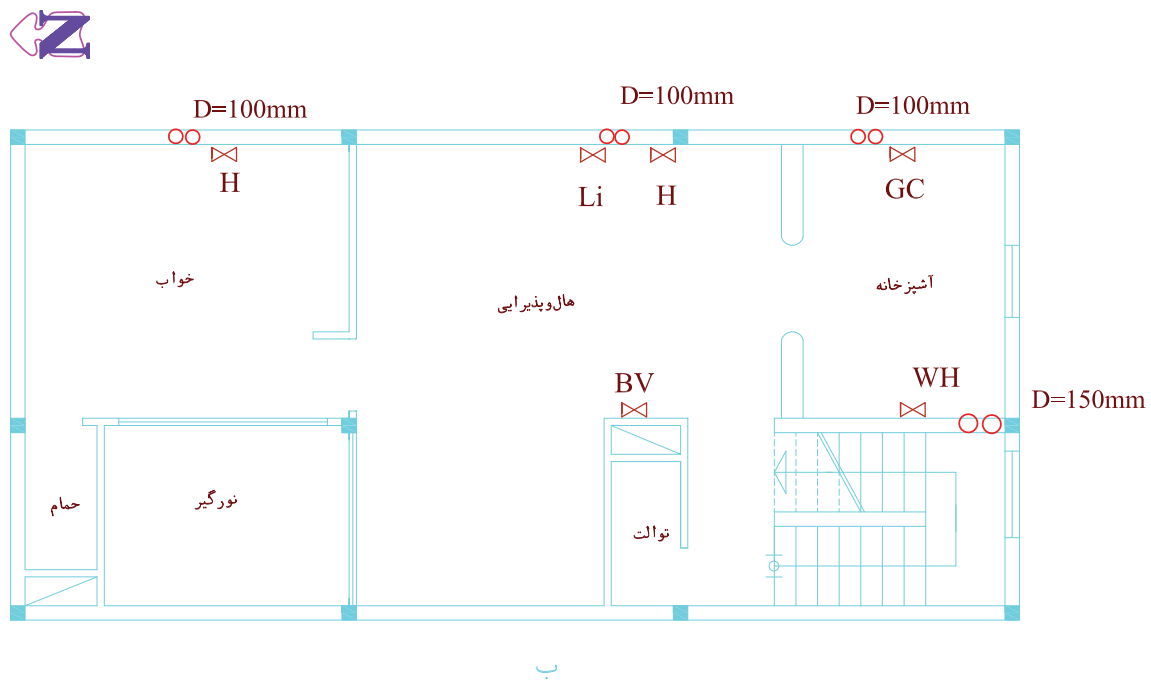 N
D=100mm
D=100mm
D=100mm
H
Li
H
GC
خواب
هال‌وپذیرایی
آشپزخانه
BV
WH
D=150mm
حمام
نورگیر
توالت
ب